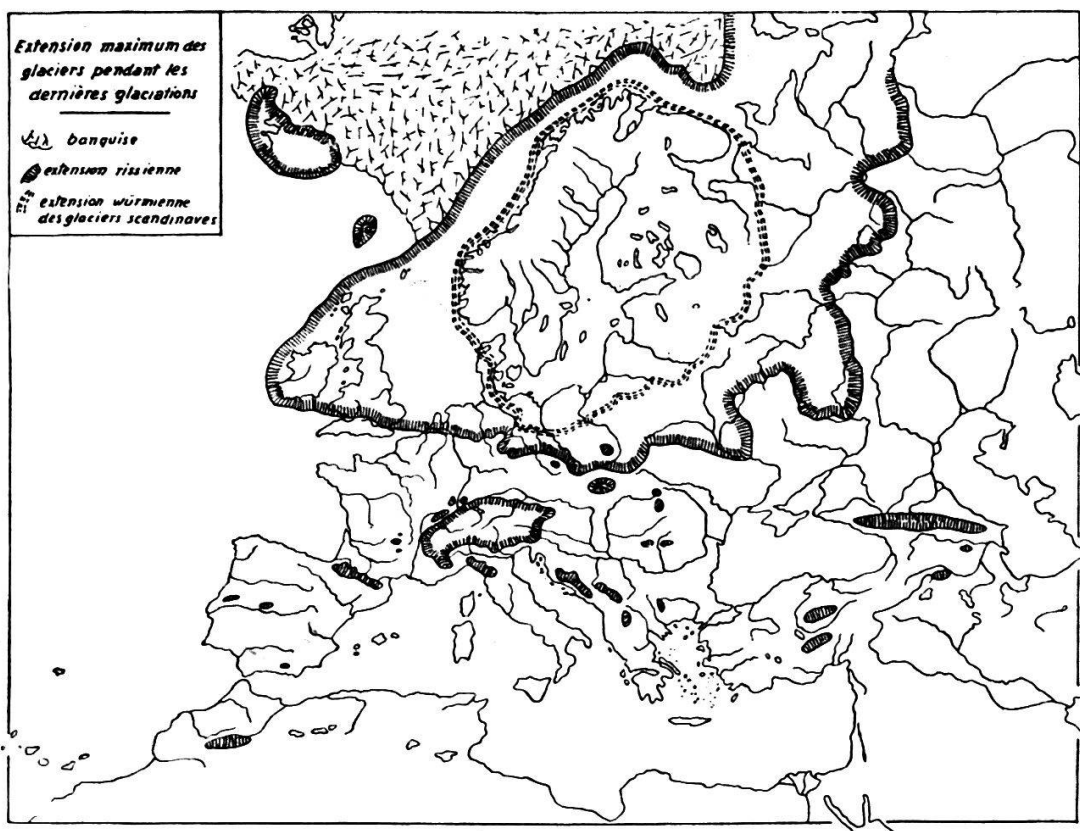 Extension maximum des
glaciers pendant les
dernières glaciations
banquise
extension rissienne
extension würmienne
des glaciers scandinaves